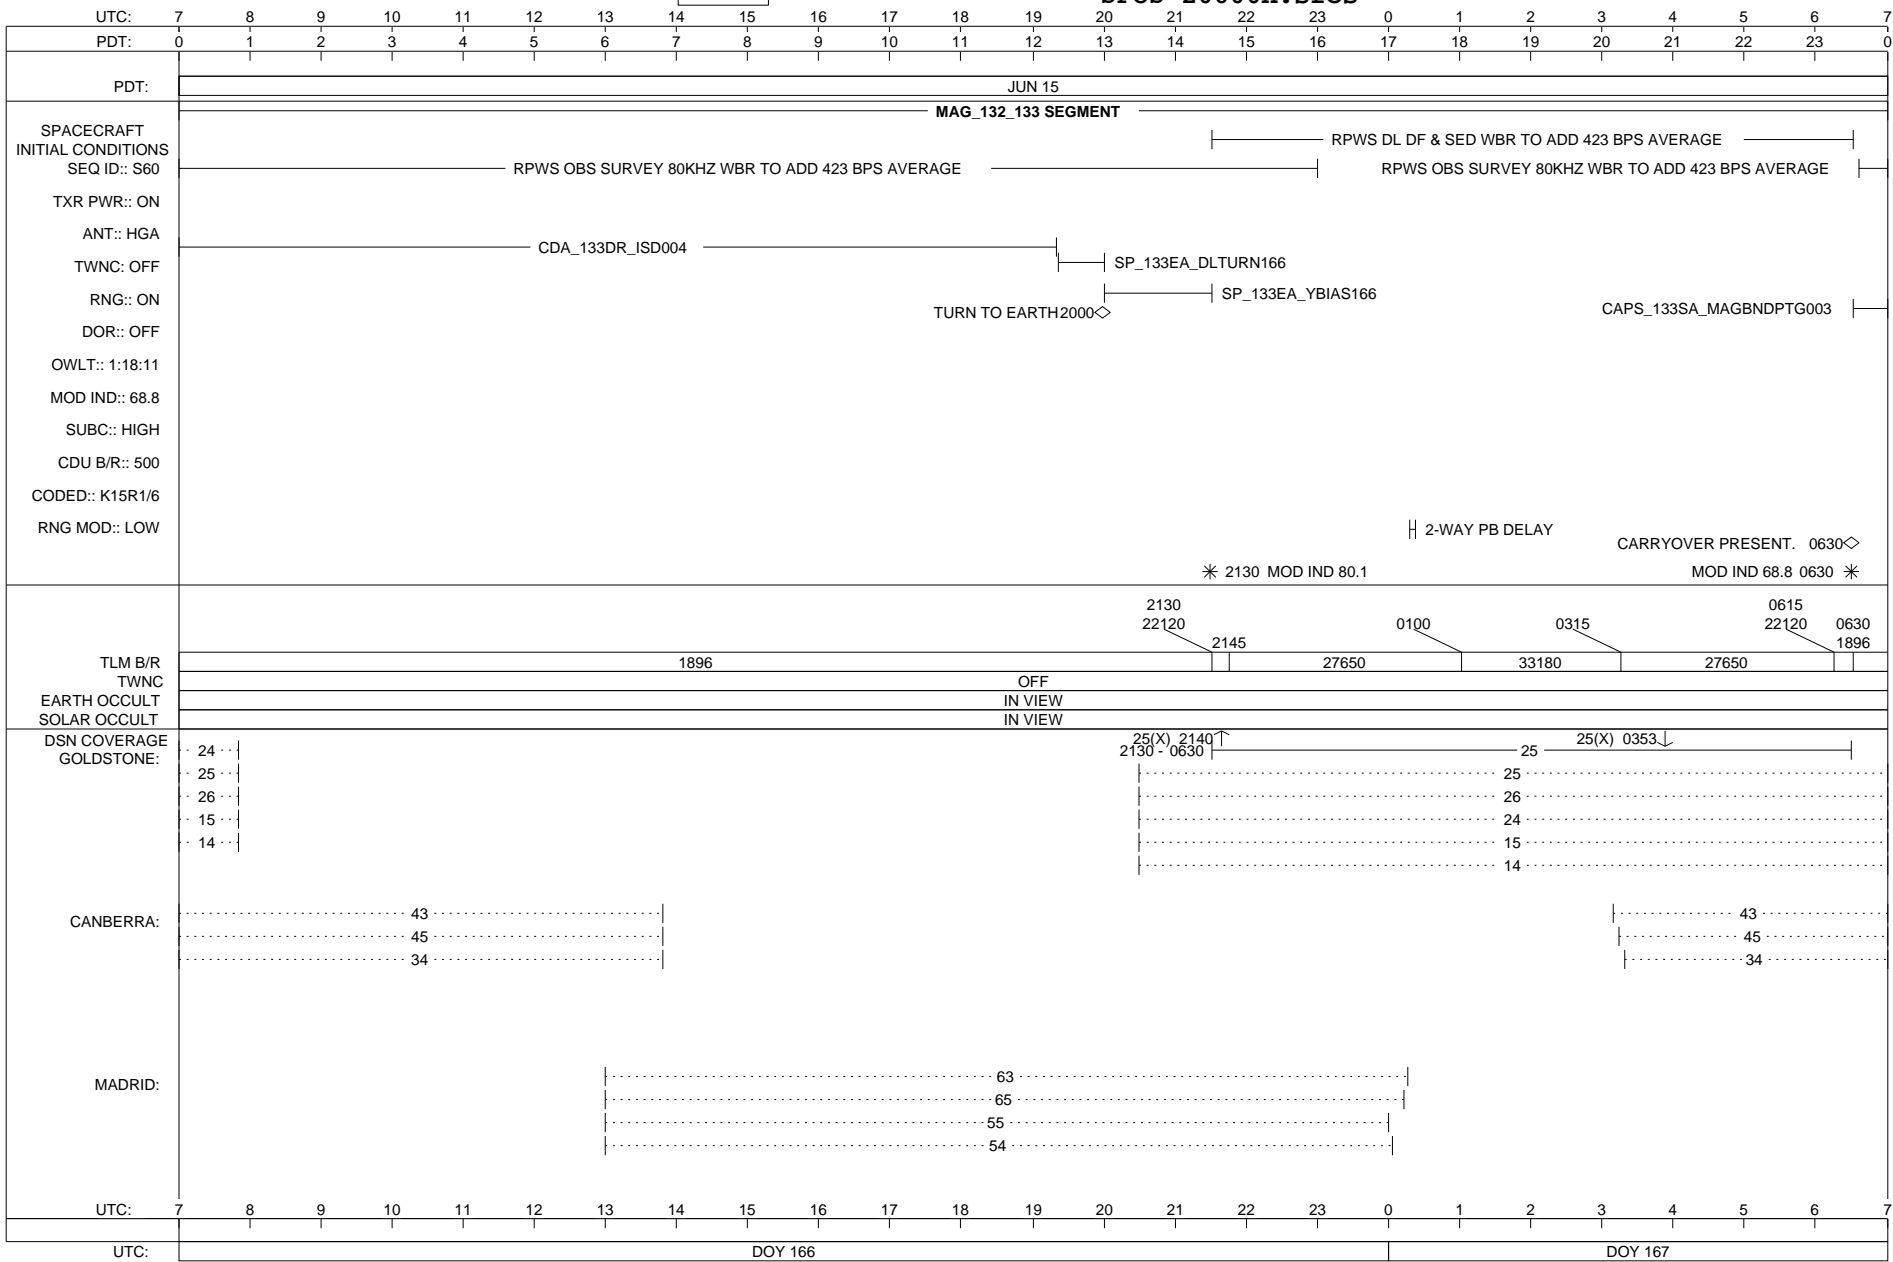 UTC: 7 8 9 10 11 12 13 14 15 16 17 18 19 20 21 22 23 0 1 2 3 4 5 6 7
PDT: 0 1 2 3 4 5 6 7 8 9 10 11 12 13 14 15 16 17 18 19 20 21 22 23 0
PDT: JUN 15
MAG_132_133 SEGMENT
SPACECRAFT
INITIAL CONDITIONS
RPWS DL DF & SED WBR TO ADD 423 BPS AVERAGE
SEQ ID:: S60 RPWS OBS SURVEY 80KHZ WBR TO ADD 423 BPS AVERAGE RPWS OBS SURVEY 80KHZ WBR TO ADD 423 BPS AVERAGE
TXR PWR:: ON
ANT:: HGA
CDA_133DR_ISD004
TWNC: OFF SP_133EA_DLTURN166
RNG:: ON SP_133EA_YBIAS166
TURN TO EARTH 2000 CAPS_133SA_MAGBNDPTG003
DOR:: OFF
OWLT:: 1:18:11
MOD IND:: 68.8
SUBC:: HIGH
CDU B/R:: 500
CODED:: K15R1/6
RNG MOD:: LOW 2-WAY PB DELAY
CARRYOVER PRESENT. 0630
2130 MOD IND 80.1 MOD IND 68.8 0630
2130 0615
22120 0100 0315 22120 0630
2145 1896
TLM B/R 1896 27650 33180 27650
TWNC OFF
EARTH OCCULT IN VIEW
SOLAR OCCULT IN VIEW
DSN COVERAGE 25(X) 2140 25(X) 0353
GOLDSTONE: 24 2130 - 0630 25
25 25
26 26
15 24
14 15
14
CANBERRA: 43 43
45 45
34 34
MADRID: 63
65
55
54
UTC: 7 8 9 10 11 12 13 14 15 16 17 18 19 20 21 22 23 0 1 2 3 4 5 6 7
UTC: DOY 166 DOY 167